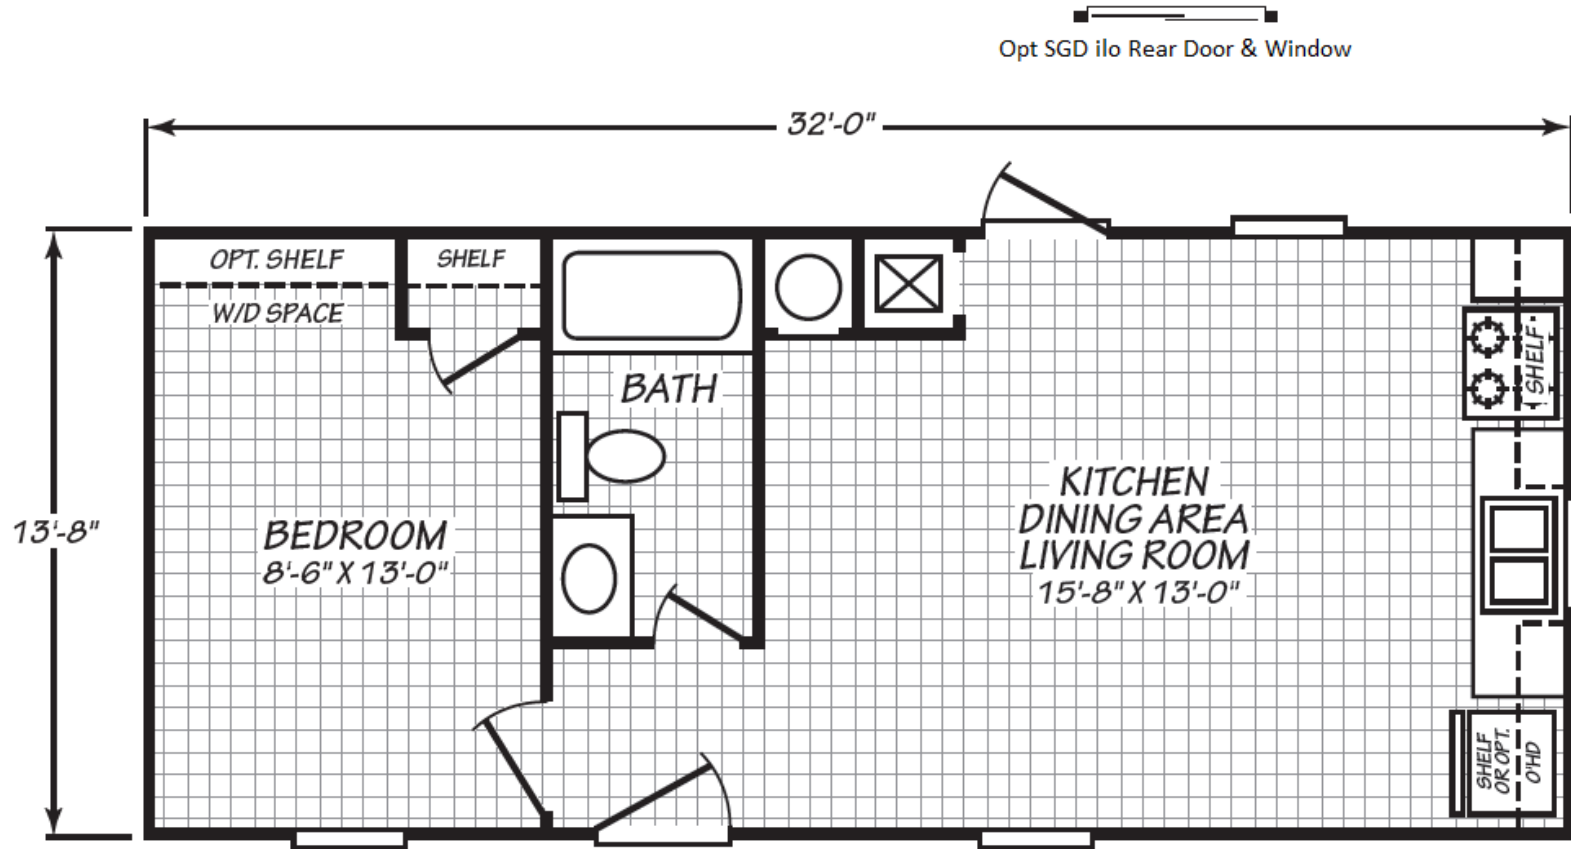 Opt SGD ilo Rear Door & Window
32'-0"
OPT. SHELF
W/D SPACE
SHELF
BATH
SHELF
13'-8"
BEDROOM
8'-6" X 13'-0"
KITCHEN
DINING AREA
LIVING ROOM
15'-8" X 13'-0"
SHELF
OR OPT.
O'HD